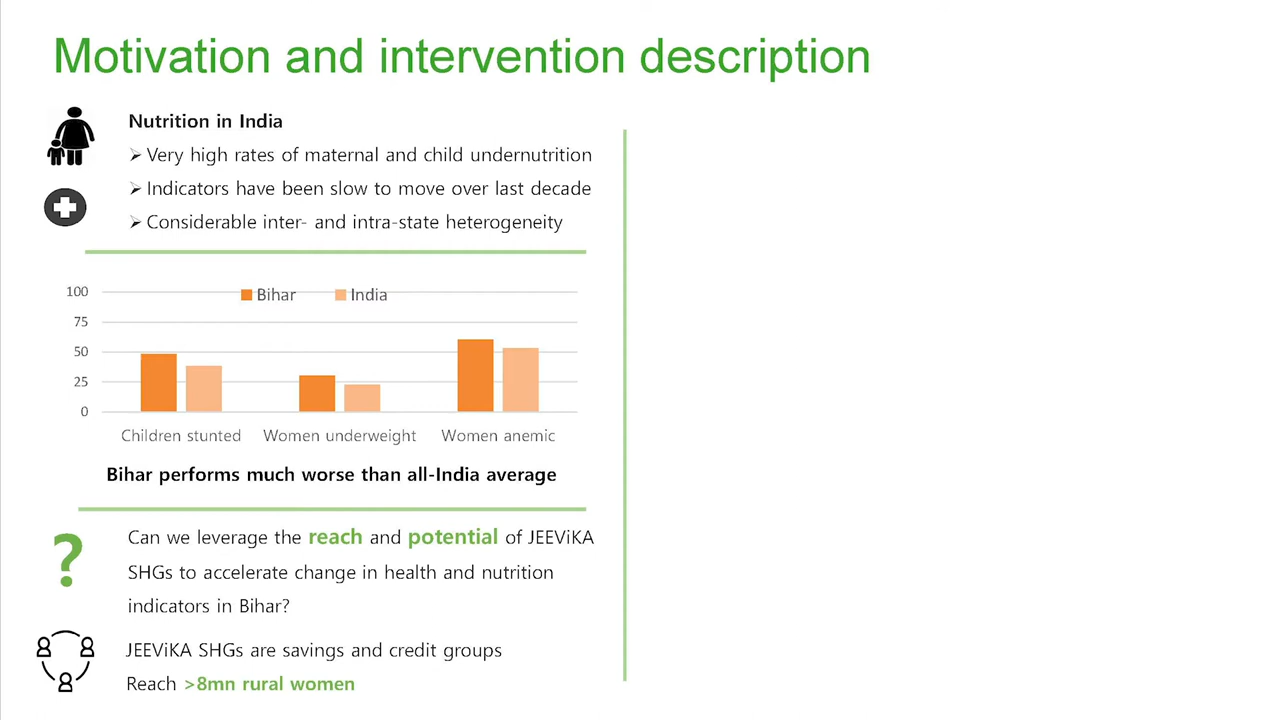 Motivation and intervention description
Nutrition in India
➢ Very high rates of maternal and child undernutrition
➢ Indicators have been slow to move over last decade
➢ Considerable inter- and intra-state heterogeneity
100
75
50
25
0
Bihar
India
Children stunted
Women underweight
Women anemic
Bihar performs much worse than all-India average
?
Can we leverage the reach and potential of JEEViKA
SHGs to accelerate change in health and nutrition
indicators in Bihar?
JEEViKA SHGs are savings and credit groups
Reach >8mn rural women